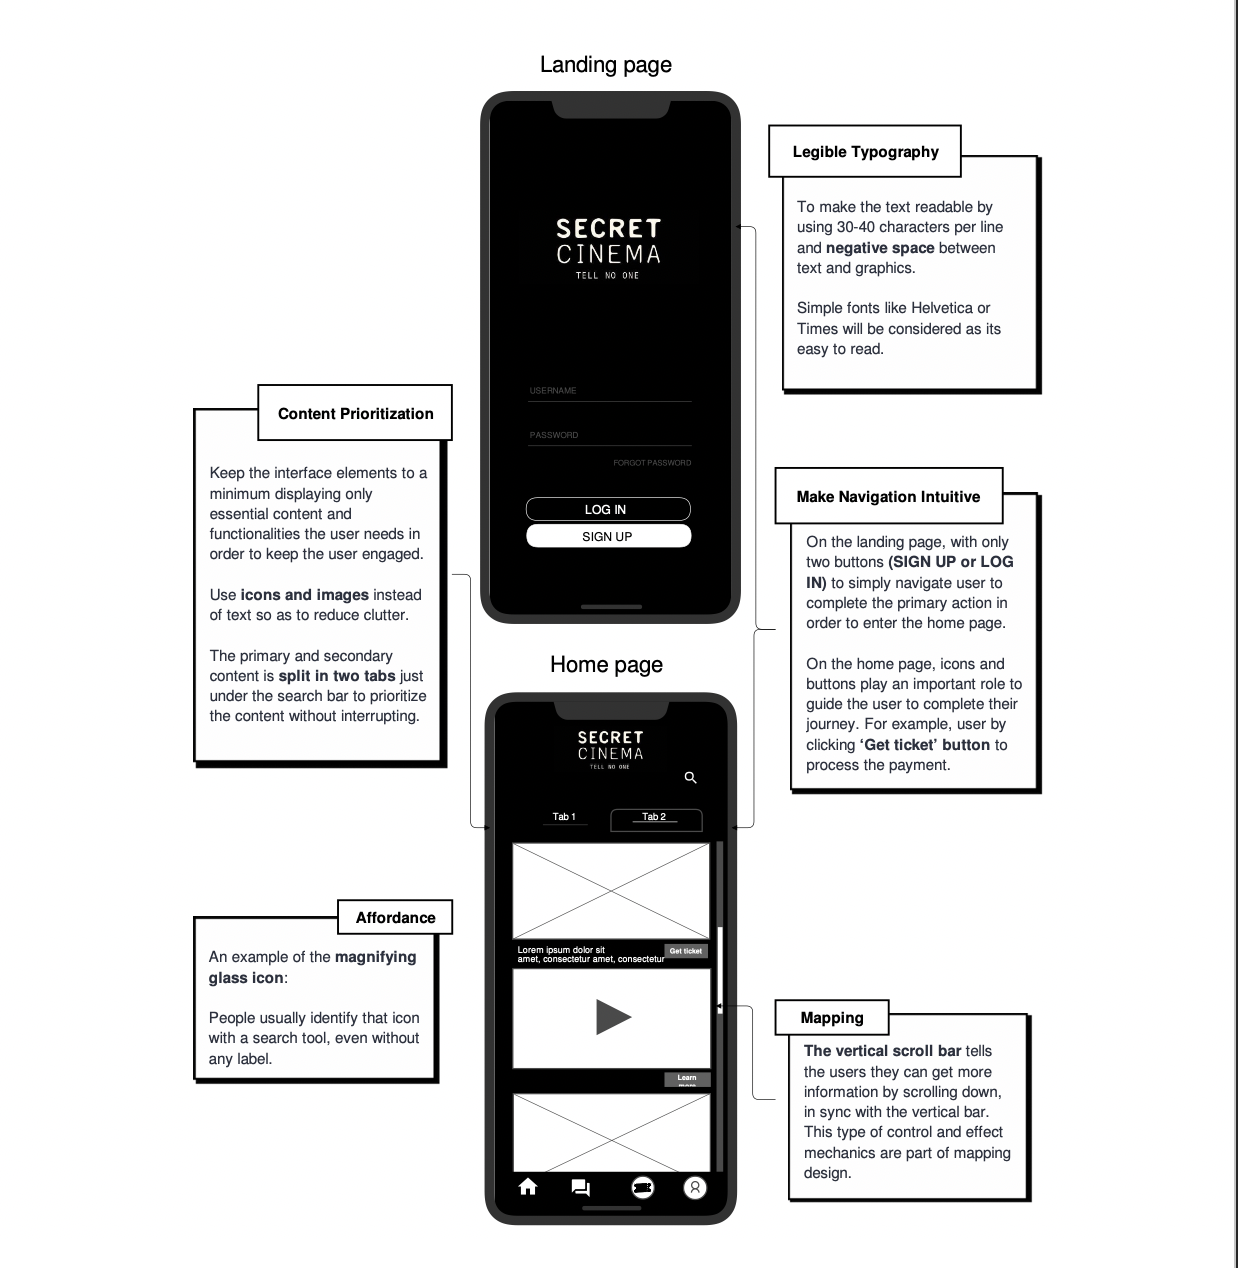 Landing page
SECRET
CINEMA
TELL NO ONE
USERNAME
PASSWORD
FORGOT PASSWORD
LOG IN
SIGN UP
Legible Typography
To make the text readable by
using 30-40 characters per line
and negative space between
text and graphics.
Simple fonts like Helvetica or
Times will be considered as its
easy to read.
Content Prioritization
Keep the interface elements to a
minimum displaying only
essential content and
functionalities the user needs in
order to keep the user engaged.
Use icons and images instead
of text so as to reduce clutter.
The primary and secondary
content is split in two tabs just
under the search bar to prioritize
the content without interrupting.
Make Navigation Intuitive
On the landing page, with only
two buttons (SIGN UP or LOG
IN) to simply navigate user to
complete the primary action in
order to enter the home page.
On the home page, icons and
buttons play an important role to
guide the user to complete their
journey. For example, user by
clicking ‘Get ticket’ button to
process the payment.
Home page
SECRET
CINEMA
TELL NO ONE
Tab 1
Tab 2
Lorem ipsum dolor sit
amet, consectetur amet, consectetur
Get ticket
Learn
more
Affordance
An example of the magnifying
glass icon:
People usually identify that icon
with a search tool, even without
any label.
Mapping
The vertical scroll bar tells
the users they can get more
information by scrolling down,
in sync with the vertical bar.
This type of control and effect
mechanics are part of mapping
design.